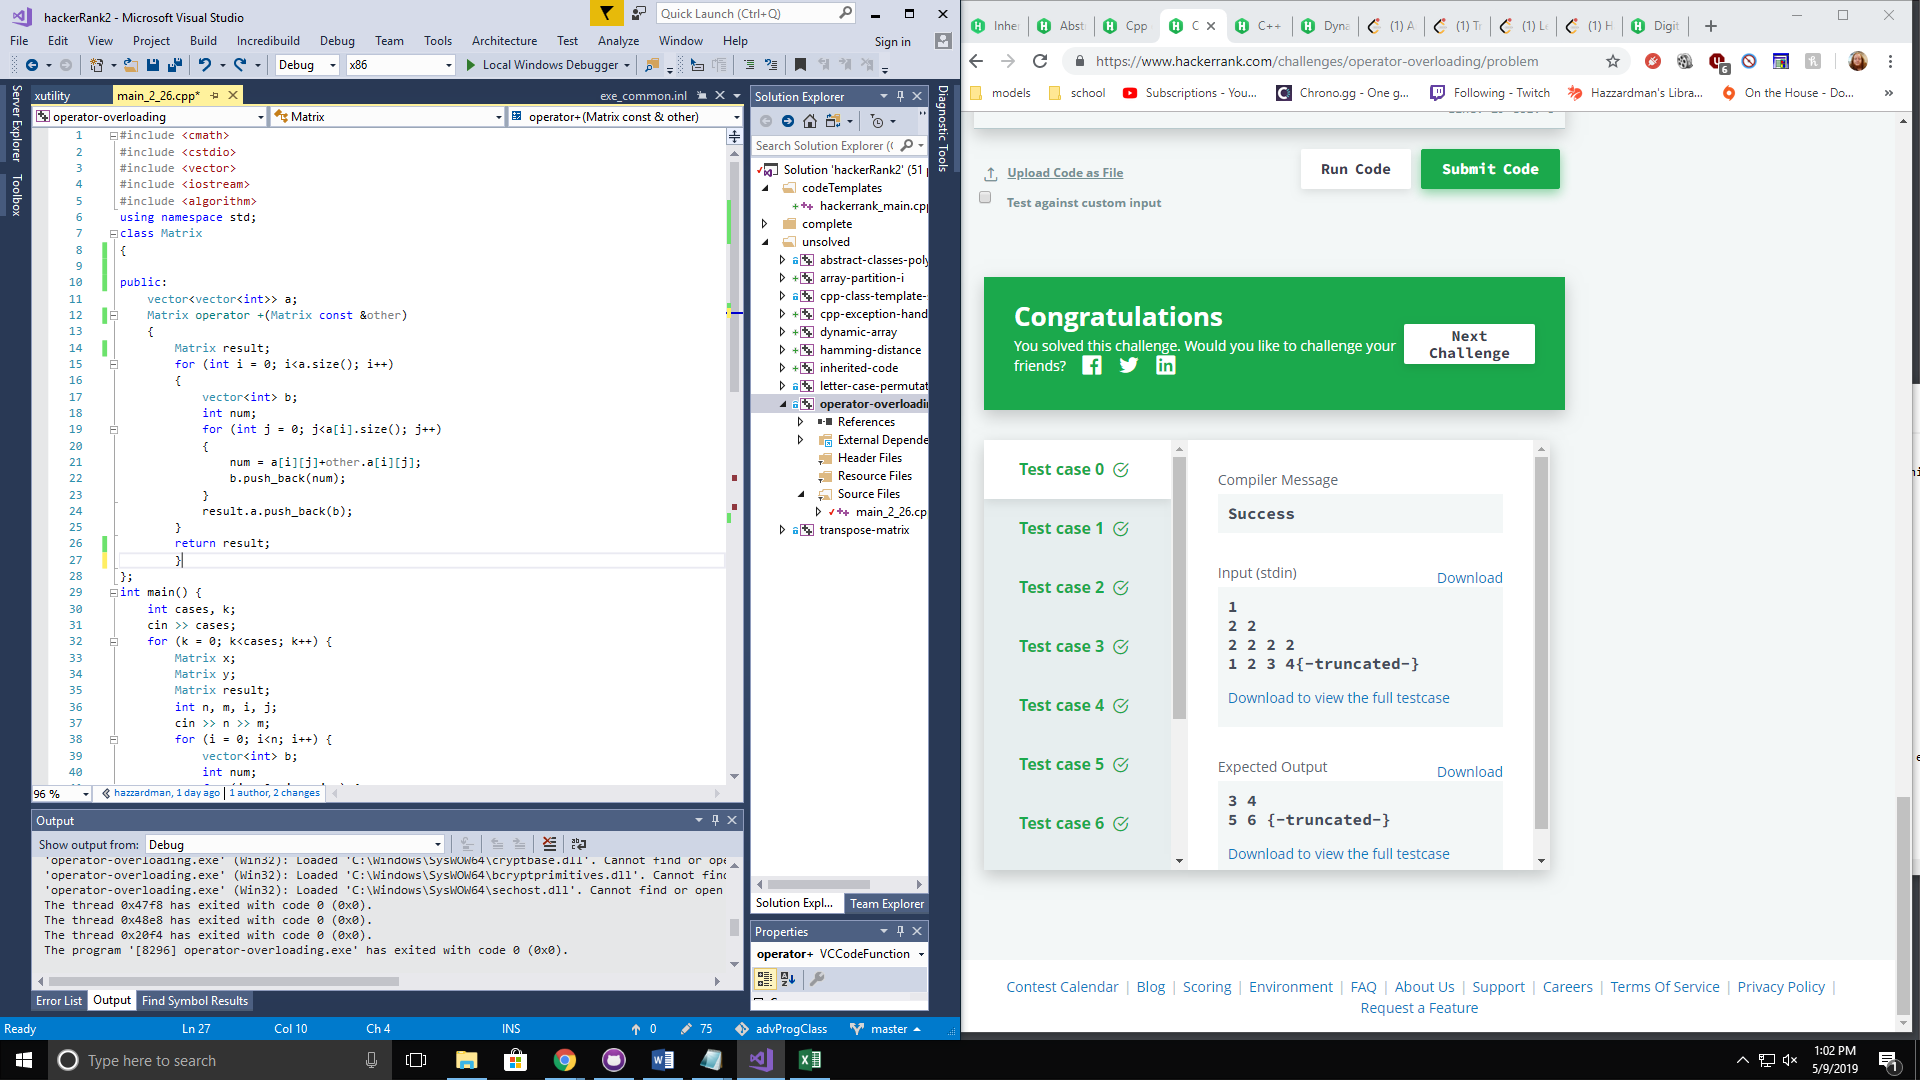 hackerRank2 - Microsoft Visual Studio
Quick Launch (Ctrl+Q)
File Edit View Project Build Incredibuild Debug Team Tools Architecture Test Analyze Window Help Sign in
Debug x86 Local Windows Debugger
Server Explorer
Toolbox
xutility main_2_26.cpp* exe_common.inl
operator-overloading Matrix operator+(Matrix const & other)
1 #include <cmath>
2 #include <cstdio>
3 #include <vector>
4 #include <iostream>
5 #include <algorithm>
6 using namespace std;
7 class Matrix
8 {
9
10 public:
11 vector<vector<int>> a;
12 Matrix operator +(Matrix const &other)
13 {
14 Matrix result;
15 for (int i = 0; i<a.size(); i++)
16 {
17 vector<int> b;
18 int num;
19 for (int j = 0; j<a[i].size(); j++)
20 {
21 num = a[i][j]+other.a[i][j];
22 b.push_back(num);
23 }
24 result.a.push_back(b);
25 }
26 return result;
27 }
28 };
29 int main() {
30 int cases, k;
31 cin >> cases;
32 for (k = 0; k<cases; k++) {
33 Matrix x;
34 Matrix y;
35 Matrix result;
36 int n, m, i, j;
37 cin >> n >> m;
38 for (i = 0; i<n; i++) {
39 vector<int> b;
40 int num;
96 % hazzardman, 1 day ago | 1 author, 2 changes
Output
Show output from: Debug
'operator-overloading.exe' (Win32): Loaded 'C:\Windows\SysWOW64\cryptbase.dll'. Cannot find or ope
'operator-overloading.exe' (Win32): Loaded 'C:\Windows\SysWOW64\bcryptprimitives.dll'. Cannot fin
'operator-overloading.exe' (Win32): Loaded 'C:\Windows\SysWOW64\sechost.dll'. Cannot find or open
The thread 0x47f8 has exited with code 0 (0x0).
The thread 0x48e8 has exited with code 0 (0x0).
The thread 0x20f4 has exited with code 0 (0x0).
The program '[8296] operator-overloading.exe' has exited with code 0 (0x0).
Error List Output Find Symbol Results
Solution Explorer
Search Solution Explorer (
Solution 'hackerRank2' (51
codeTemplates
hackerrank_main.cpp
complete
unsolved
abstract-classes-poly
array-partition-i
cpp-class-template-
cpp-exception-hand
dynamic-array
hamming-distance
inherited-code
letter-case-permutat
operator-overloadin
References
External Depende
Header Files
Resource Files
Source Files
main_2_26.cp
transpose-matrix
Solution Expl... Team Explorer
Properties
operator+ VCCodeFunction
Diagnostic Tools
Ready Ln 27 Col 10 Ch 4 INS 0 75 advProgClass master
Inher Abst Cpp C C++ Dyna (1) A (1) Tr (1) Le (1) H Digit
https://www.hackerrank.com/challenges/operator-overloading/problem
6
models school Subscriptions - You... Chrono.gg - One g... Following - Twitch Hazzardman's Libra... On the House - Do... »
Upload Code as File
Test against custom input
Run Code Submit Code
Congratulations
You solved this challenge. Would you like to challenge your
friends?
Next
Challenge
Test case 0
Test case 1
Test case 2
Test case 3
Test case 4
Test case 5
Test case 6
Compiler Message
Success
Input (stdin) Download
1
2 2
2 2 2 2
1 2 3 4{-truncated-}
Download to view the full testcase
Expected Output Download
3 4
5 6 {-truncated-}
Download to view the full testcase
Contest Calendar | Blog | Scoring | Environment | FAQ | About Us | Support | Careers | Terms Of Service | Privacy Policy |
Request a Feature
Type here to search
1:02 PM
5/9/2019
1